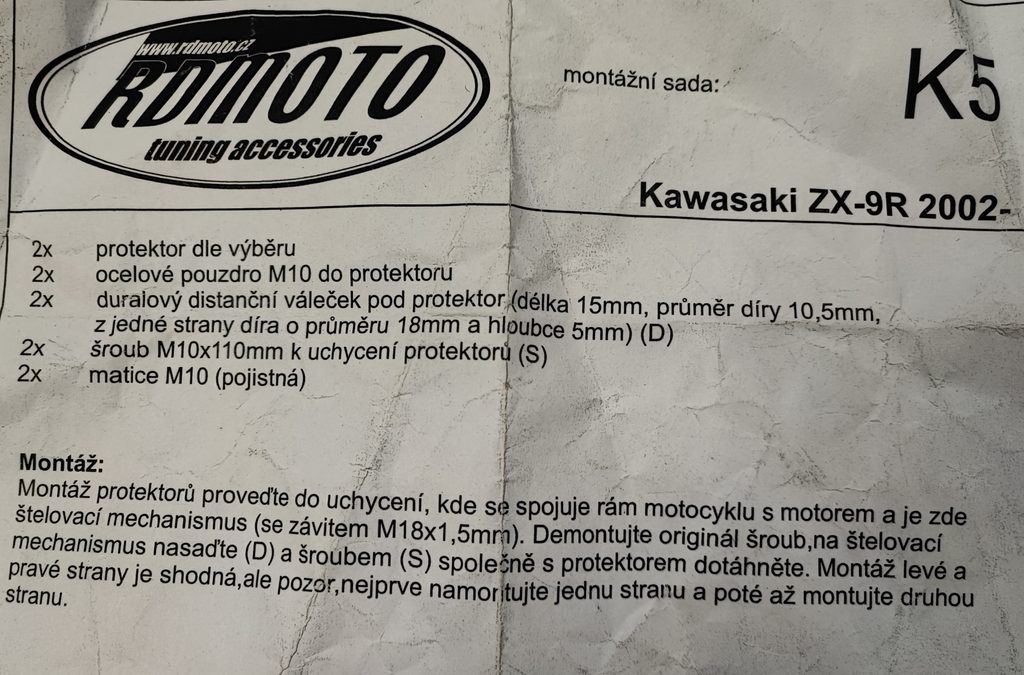 www.rdmoto.cz
RDMOTO
tuning accessories
montážní sada:
K5
Kawasaki ZX-9R 2002-
2x protektor dle výběru
2x ocelové pouzdro M10 do protektoru
2x duralový distanční váleček pod protektor (délka 15mm, průměr díry 10,5mm,
z jedné strany díra o průměru 18mm a hloubce 5mm) (D)
2x šroub M10x110mm k uchycení protektorů (S)
2x matice M10 (pojistná)
Montáž:
Montáž protektorů proveďte do uchycení, kde se spojuje rám motocyklu s motorem a je zde
štelovací mechanismus (se závitem M18x1,5mm). Demontujte originál šroub,na štelovací
mechanismus nasaďte (D) a šroubem (S) společně s protektorem dotáhněte. Montáž levé a
pravé strany je shodná,ale pozor,nejprve namontujte jednu stranu a poté až montujte druhou
stranu.